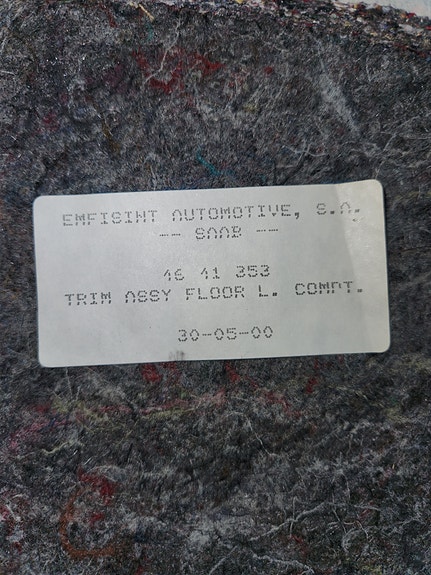 EMFISINT AUTOMOTIVE, S.A.
-- SAAB --
46 41 353
TRIM ASSY FLOOR L. COMPT.
30-05-00